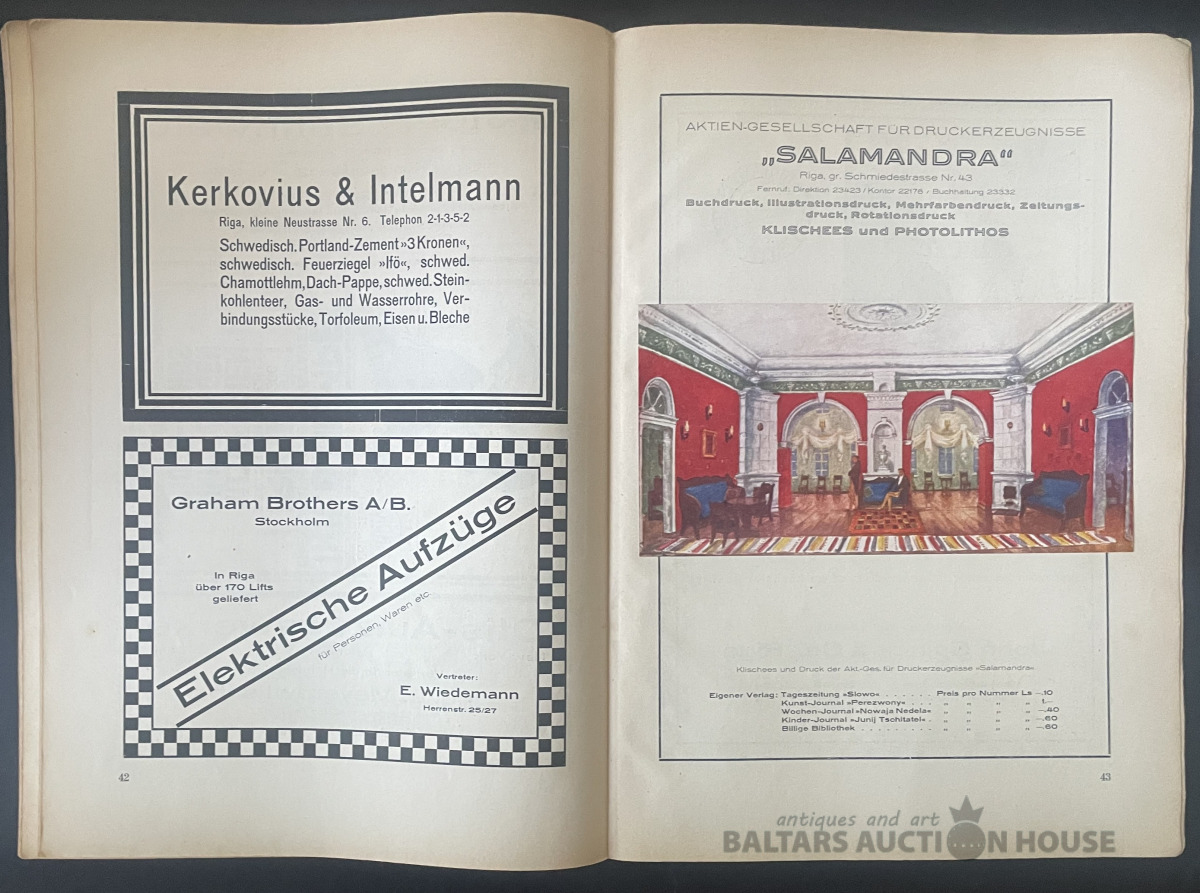 Kerkovius & Intelmann
Riga, kleine Neustrasse Nr. 6. Telephon 2-1-3-5-2
Schwedisch. Portland-Zement »3 Kronen«,
schwedisch. Feuerziegel »Ifö«, schwed.
Chamottlehm, Dach-Pappe, schwed. Stein-
kohlenteer, Gas- und Wasserrohre, Ver-
bindungsstücke, Torfoleum, Eisen u. Bleche
Graham Brothers A/B.
Stockholm
In Riga
über 170 Lifts
geliefert
Elektrische Aufzüge
für Personen, Waren etc.
Vertreter:
E. Wiedemann
Herrenstr. 25/27
42
AKTIEN-GESELLSCHAFT FÜR DRUCKERZEUGNISSE
„SALAMANDRA“
Riga, gr. Schmiedestrasse Nr. 43
Fernruf: Direktion 23423 / Kontor 22178 / Buchhaltung 23332
Buchdruck, Illustrationsdruck, Mehrfarbendruck, Zeitungs-
druck, Rotationsdruck
KLISCHEES und PHOTOLITHOS
Klischees und Druck der Akt.-Ges. für Druckerzeugnisse »Salamandra«
Eigener Verlag: Tageszeitung »Slowo« . . . . . . Preis pro Nummer Ls —.10
Kunst-Journal »Perezwony« . . . „ „ „ „ 1.—
Wochen-Journal »Nowaja Nedela« „ „ „ „ —.40
Kinder-Journal »Junij Tschitatel« . „ „ „ „ —.60
Billige Bibliothek . . . . . . . . . „ „ „ „ —.60
43
antiques and art
BALTARS AUCTION HOUSE